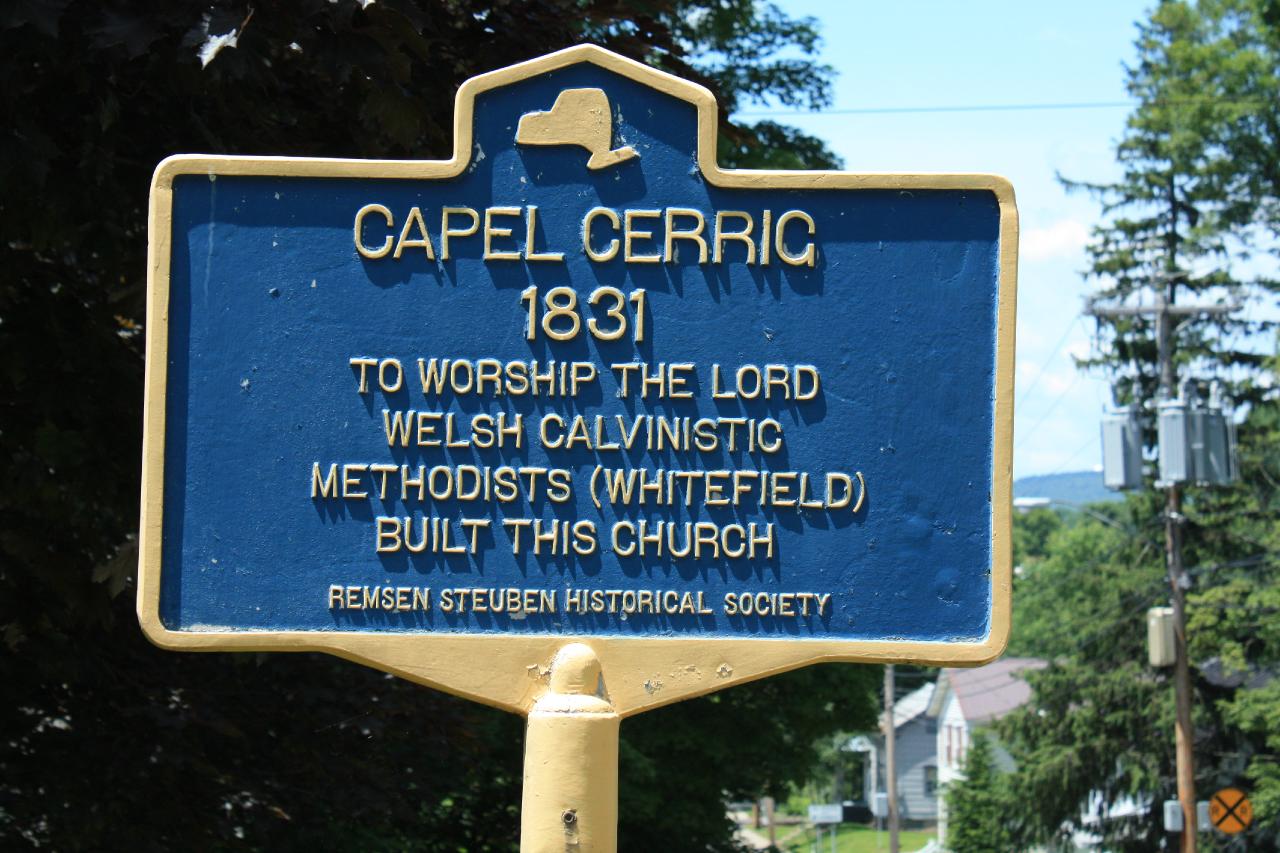 CAPEL CERRIG
1831
TO WORSHIP THE LORD
WELSH CALVINISTIC
METHODISTS (WHITEFIELD)
BUILT THIS CHURCH
REMSEN STEUBEN HISTORICAL SOCIETY